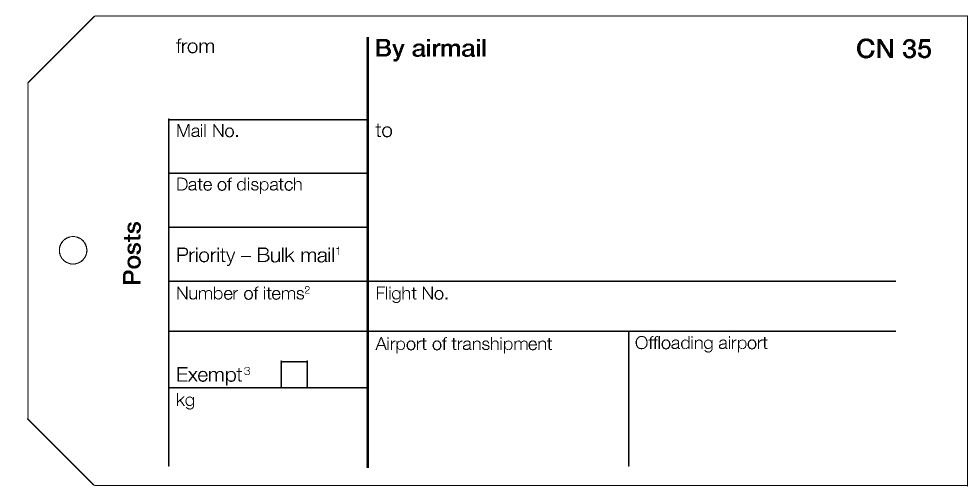 from
By airmail
CN 35
Mail No.
to
Date of dispatch
Posts
Priority – Bulk mail¹
Number of items²
Flight No.
Airport of transhipment
Offloading airport
Exempt³
kg